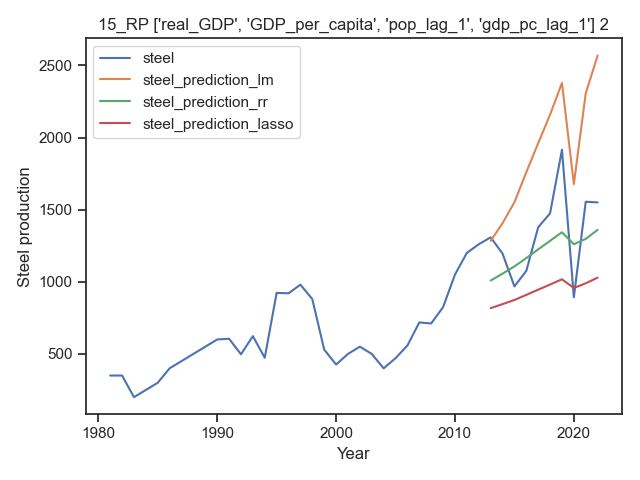 15_RP ['real_GDP', 'GDP_per_capita', 'pop_lag_1', 'gdp_pc_lag_1'] 2
steel
steel_prediction_lm
steel_prediction_rr
steel_prediction_lasso
Steel production
2500
2000
1500
1000
500
1980
1990
2000
2010
2020
Year